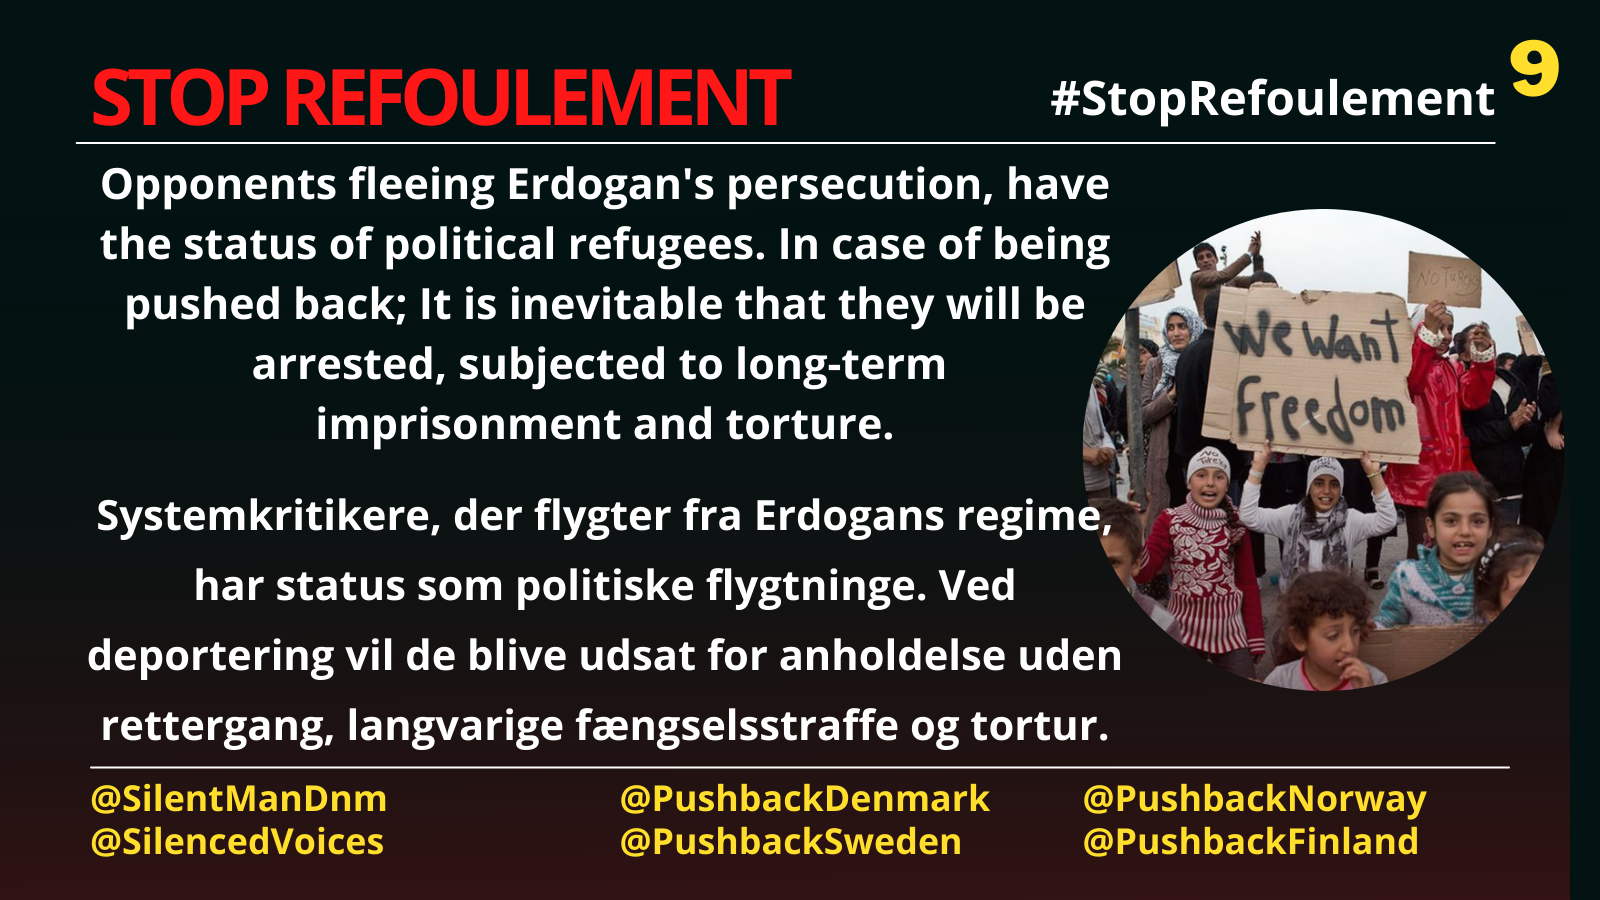 STOP REFOULEMENT
#StopRefoulement
9
Opponents fleeing Erdogan's persecution, have
the status of political refugees. In case of being
pushed back; It is inevitable that they will be
arrested, subjected to long-term
imprisonment and torture.
NO TUREK
We Want
Freedom
NO
Turek
Systemkritikere, der flygter fra Erdogans regime,
har status som politiske flygtninge. Ved
deportering vil de blive udsat for anholdelse uden
rettergang, langvarige fængselsstraffe og tortur.
@SilentManDnm
@SilencedVoices
@PushbackDenmark
@PushbackSweden
@PushbackNorway
@PushbackFinland